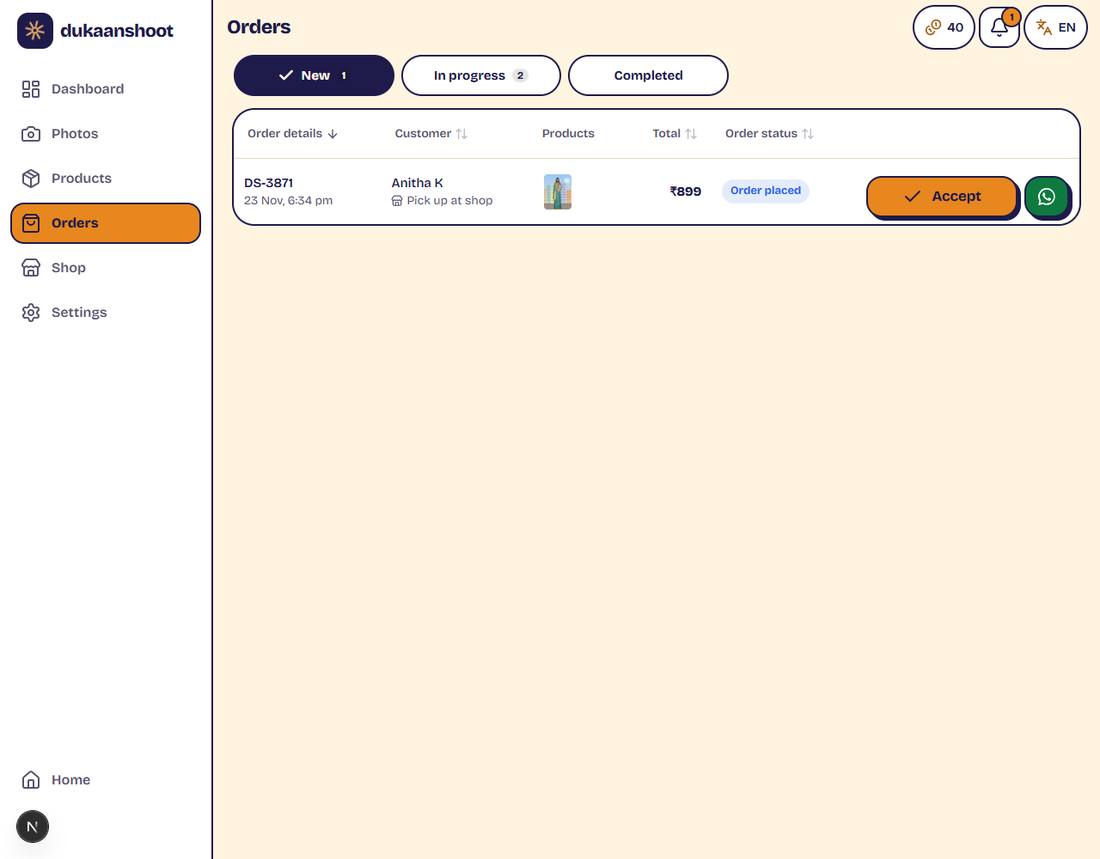 dukaanshoot
Dashboard
Photos
Products
Orders
Shop
Settings
Home
N
Orders
40
1
EN
New 1
In progress 2
Completed
Order details Customer Products Total Order status
DS-3871 Anitha K ₹899 Order placed Accept
23 Nov, 6:34 pm Pick up at shop